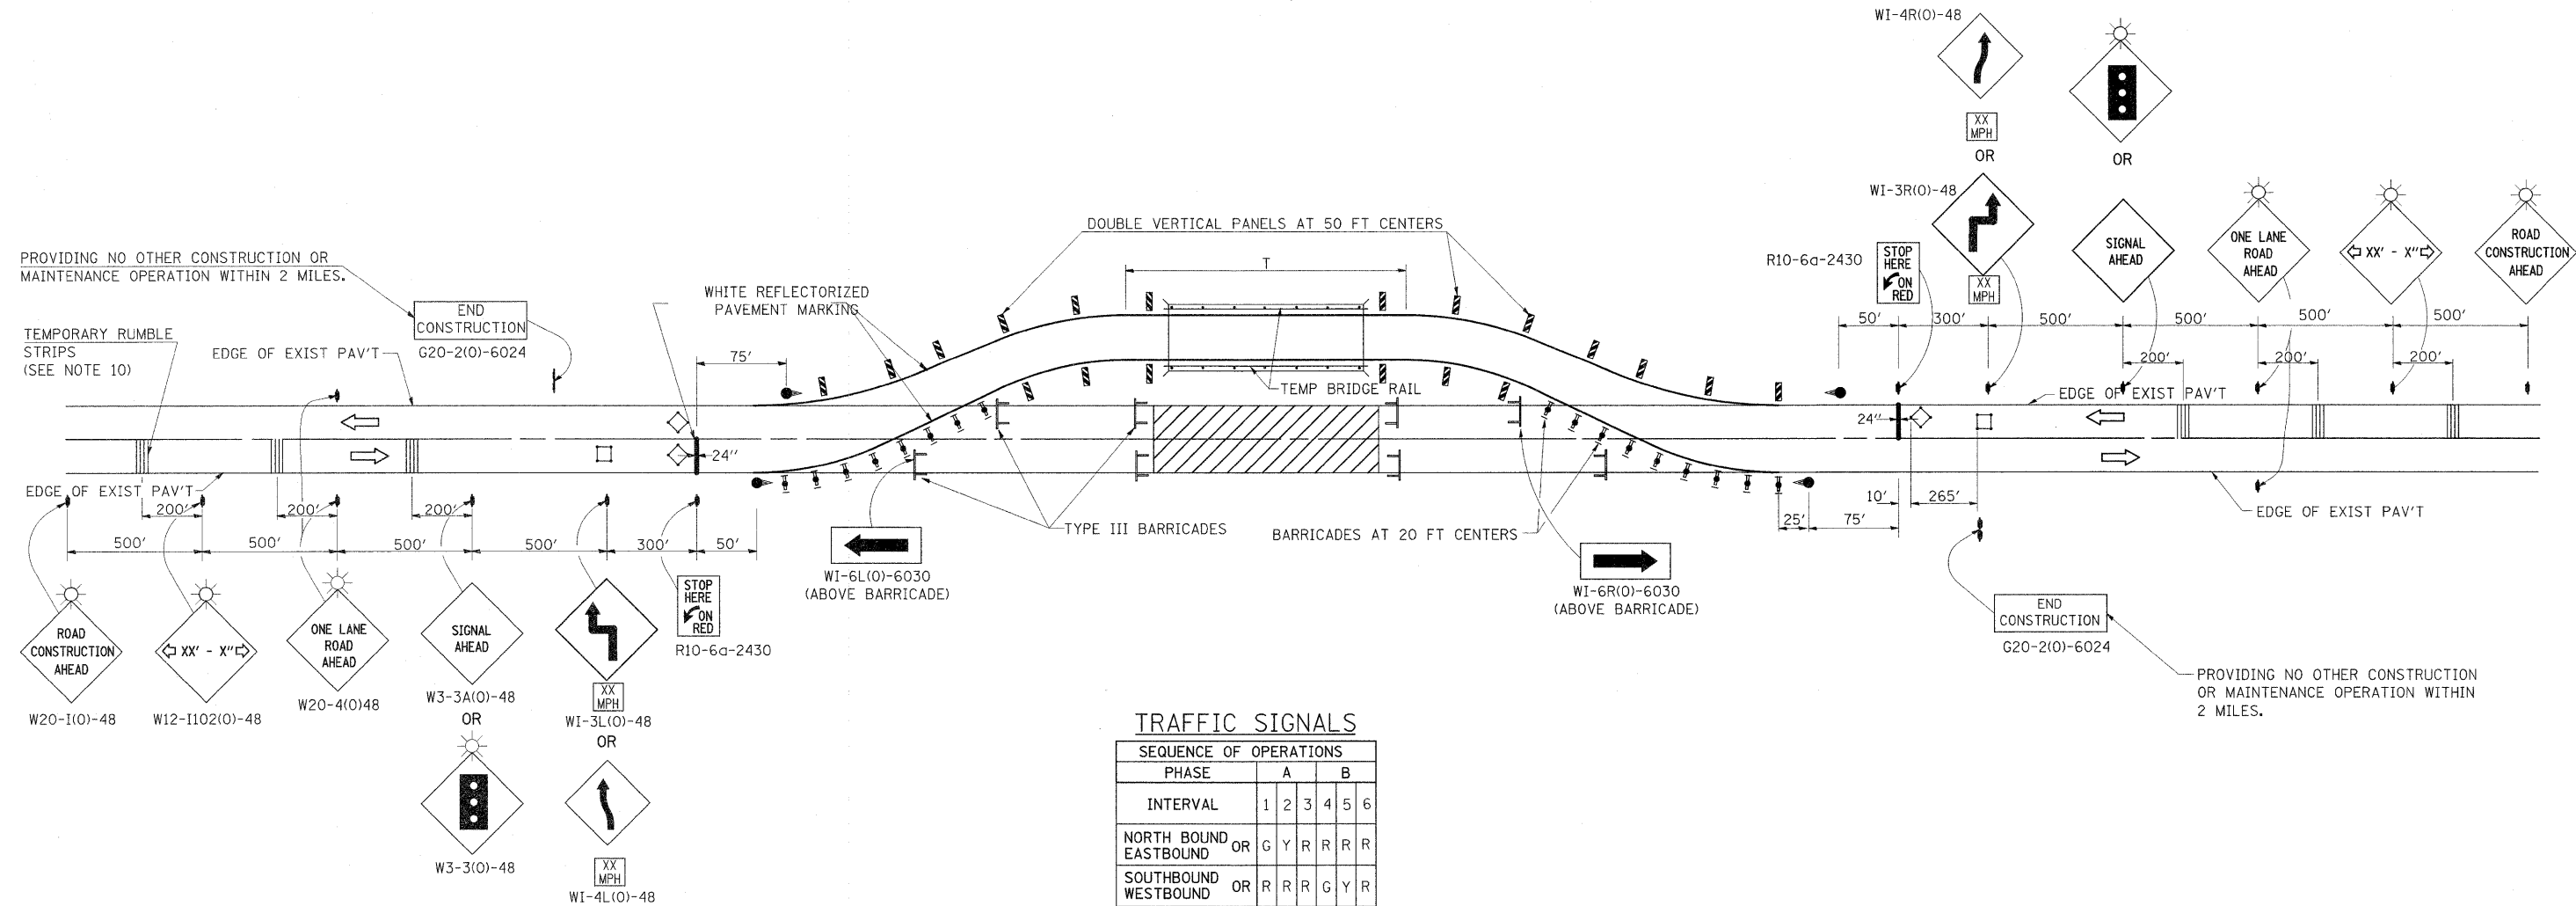 WI-4R(O)-48
XX
MPH
OR
OR
WI-3R(O)-48
XX
MPH
R10-6a-2430
STOP
HERE
ON
RED
SIGNAL
AHEAD
ONE LANE
ROAD
AHEAD
XX' - X"
ROAD
CONSTRUCTION
AHEAD
50'
300'
500'
500'
500'
500'
200'
200'
200'
DOUBLE VERTICAL PANELS AT 50 FT CENTERS
T
PROVIDING NO OTHER CONSTRUCTION OR
MAINTENANCE OPERATION WITHIN 2 MILES.
END
CONSTRUCTION
G20-2(O)-6024
WHITE REFLECTORIZED
PAVEMENT MARKING
TEMPORARY RUMBLE
STRIPS
(SEE NOTE 10)
EDGE OF EXIST PAV'T
75'
TEMP BRIDGE RAIL
EDGE OF EXIST PAV'T
24"
24"
EDGE OF EXIST PAV'T
200'
200'
200'
500'
500'
500'
500'
300'
50'
TYPE III BARRICADES
BARRICADES AT 20 FT CENTERS
10'
265'
25'
75'
EDGE OF EXIST PAV'T
WI-6L(O)-6030
(ABOVE BARRICADE)
WI-6R(O)-6030
(ABOVE BARRICADE)
END
CONSTRUCTION
G20-2(O)-6024
PROVIDING NO OTHER CONSTRUCTION
OR MAINTENANCE OPERATION WITHIN
2 MILES.
ROAD
CONSTRUCTION
AHEAD
W20-I(O)-48
XX' - X"
W12-I102(O)-48
ONE LANE
ROAD
AHEAD
W20-4(O)48
SIGNAL
AHEAD
W3-3A(O)-48
OR
W3-3(O)-48
XX
MPH
WI-3L(O)-48
OR
XX
MPH
WI-4L(O)-48
STOP
HERE
ON
RED
R10-6a-2430
TRAFFIC SIGNALS
SEQUENCE OF OPERATIONS
PHASE A B
INTERVAL 1 2 3 4 5 6
NORTH BOUND OR
EASTBOUND G Y R R R R
SOUTHBOUND OR
WESTBOUND R R R G Y R